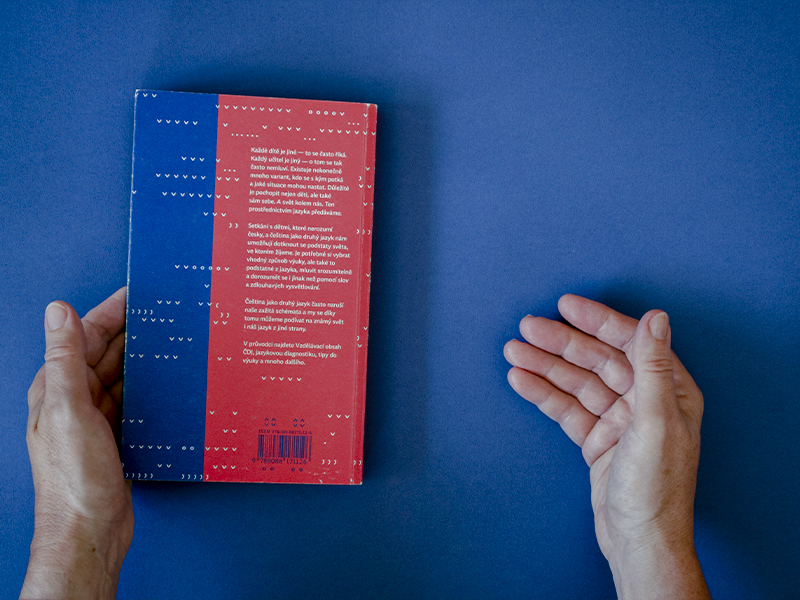 Každé dítě je jiné — to se často říká.
Každý učitel je jiný — o tom se tak
často nemluví. Existuje nekonečně
mnoho variant, kdo se s kým potká
a jaké situace mohou nastat. Důležité
je pochopit nejen děti, ale také
sám sebe. A svět kolem nás. Ten
prostřednictvím jazyka předáváme.
Setkání s dětmi, které nerozumí
česky, a čeština jako druhý jazyk nám
umožňují dotknout se podstaty světa,
ve kterém žijeme. Je potřebné si vybrat
vhodný způsob výuky, ale také to
podstatné z jazyka, mluvit srozumitelně
a dorozumět se i jinak než pomocí slov
a zdlouhavých vysvětlování.
Čeština jako druhý jazyk často naruší
naše zažitá schémata a my se díky
tomu můžeme podívat na známý svět
i náš jazyk z jiné strany.
V průvodci najdete Vzdělávací obsah
ČDJ, jazykovou diagnostiku, tipy do
výuky a mnoho dalšího.
ISBN